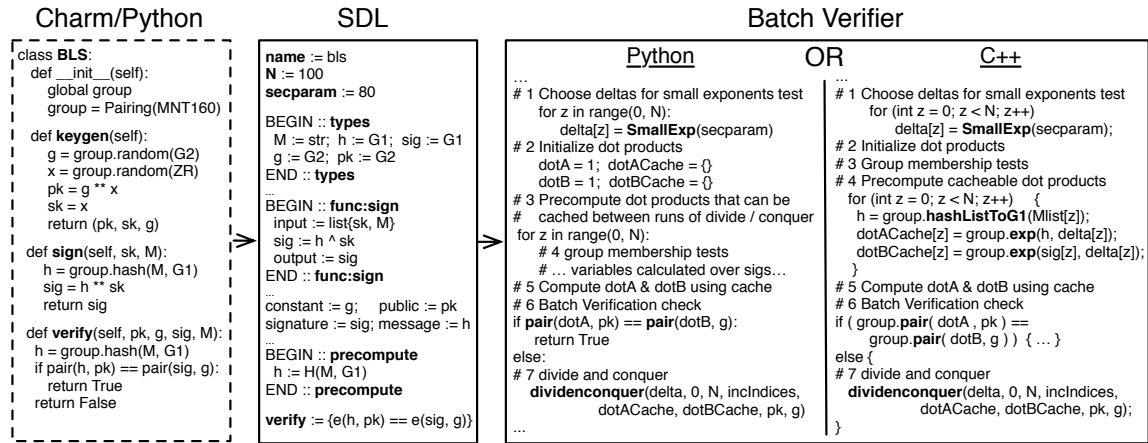 Charm/Python
class BLS:
def __init__(self):
global group
group = Pairing(MNT160)
def keygen(self):
g = group.random(G2)
x = group.random(ZR)
pk = g ** x
sk = x
return (pk, sk, g)
def sign(self, sk, M):
h = group.hash(M, G1)
sig = h ** sk
return sig
def verify(self, pk, g, sig, M):
h = group.hash(M, G1)
if pair(h, pk) == pair(sig, g):
return True
return False
SDL
name := bls
N := 100
secparam := 80
BEGIN :: types
M := str; h := G1; sig := G1
g := G2; pk := G2
END :: types
...
BEGIN :: func:sign
input := list{sk, M}
sig := h ^ sk
output := sig
END :: func:sign
...
constant := g; public := pk
signature := sig; message := h
...
BEGIN :: precompute
h := H(M, G1)
END :: precompute
verify := {e(h, pk) == e(sig, g)}
Batch Verifier
Python
...
# 1 Choose deltas for small exponents test
for z in range(0, N):
delta[z] = SmallExp(secparam)
# 2 Initialize dot products
dotA = 1; dotACache = {}
dotB = 1; dotBCache = {}
# 3 Precompute dot products that can be
# cached between runs of divide / conquer
for z in range(0, N):
# 4 group membership tests
# … variables calculated over sigs…
# 5 Compute dotA & dotB using cache
# 6 Batch Verification check
if pair(dotA, pk) == pair(dotB, g):
return True
else:
# 7 divide and conquer
dividenconquer(delta, 0, N, incIndices,
dotACache, dotBCache, pk, g)
...
OR
C++
...
# 1 Choose deltas for small exponents test
for (int z = 0; z < N; z++)
delta[z] = SmallExp(secparam);
# 2 Initialize dot products
# 3 Group membership tests
# 4 Precompute cacheable dot products
for (int z = 0; z < N; z++) {
h = group.hashListToG1(Mlist[z]);
dotACache[z] = group.exp(h, delta[z]);
dotBCache[z] = group.exp(sig[z], delta[z]);
}
# 5 Compute dotA & dotB using cache
# 6 Batch Verification check
if ( group.pair( dotA , pk ) ==
group.pair( dotB, g ) ) { … }
else {
# 7 divide and conquer
dividenconquer(delta, 0, N, incIndices,
dotACache, dotBCache, pk, g);
}